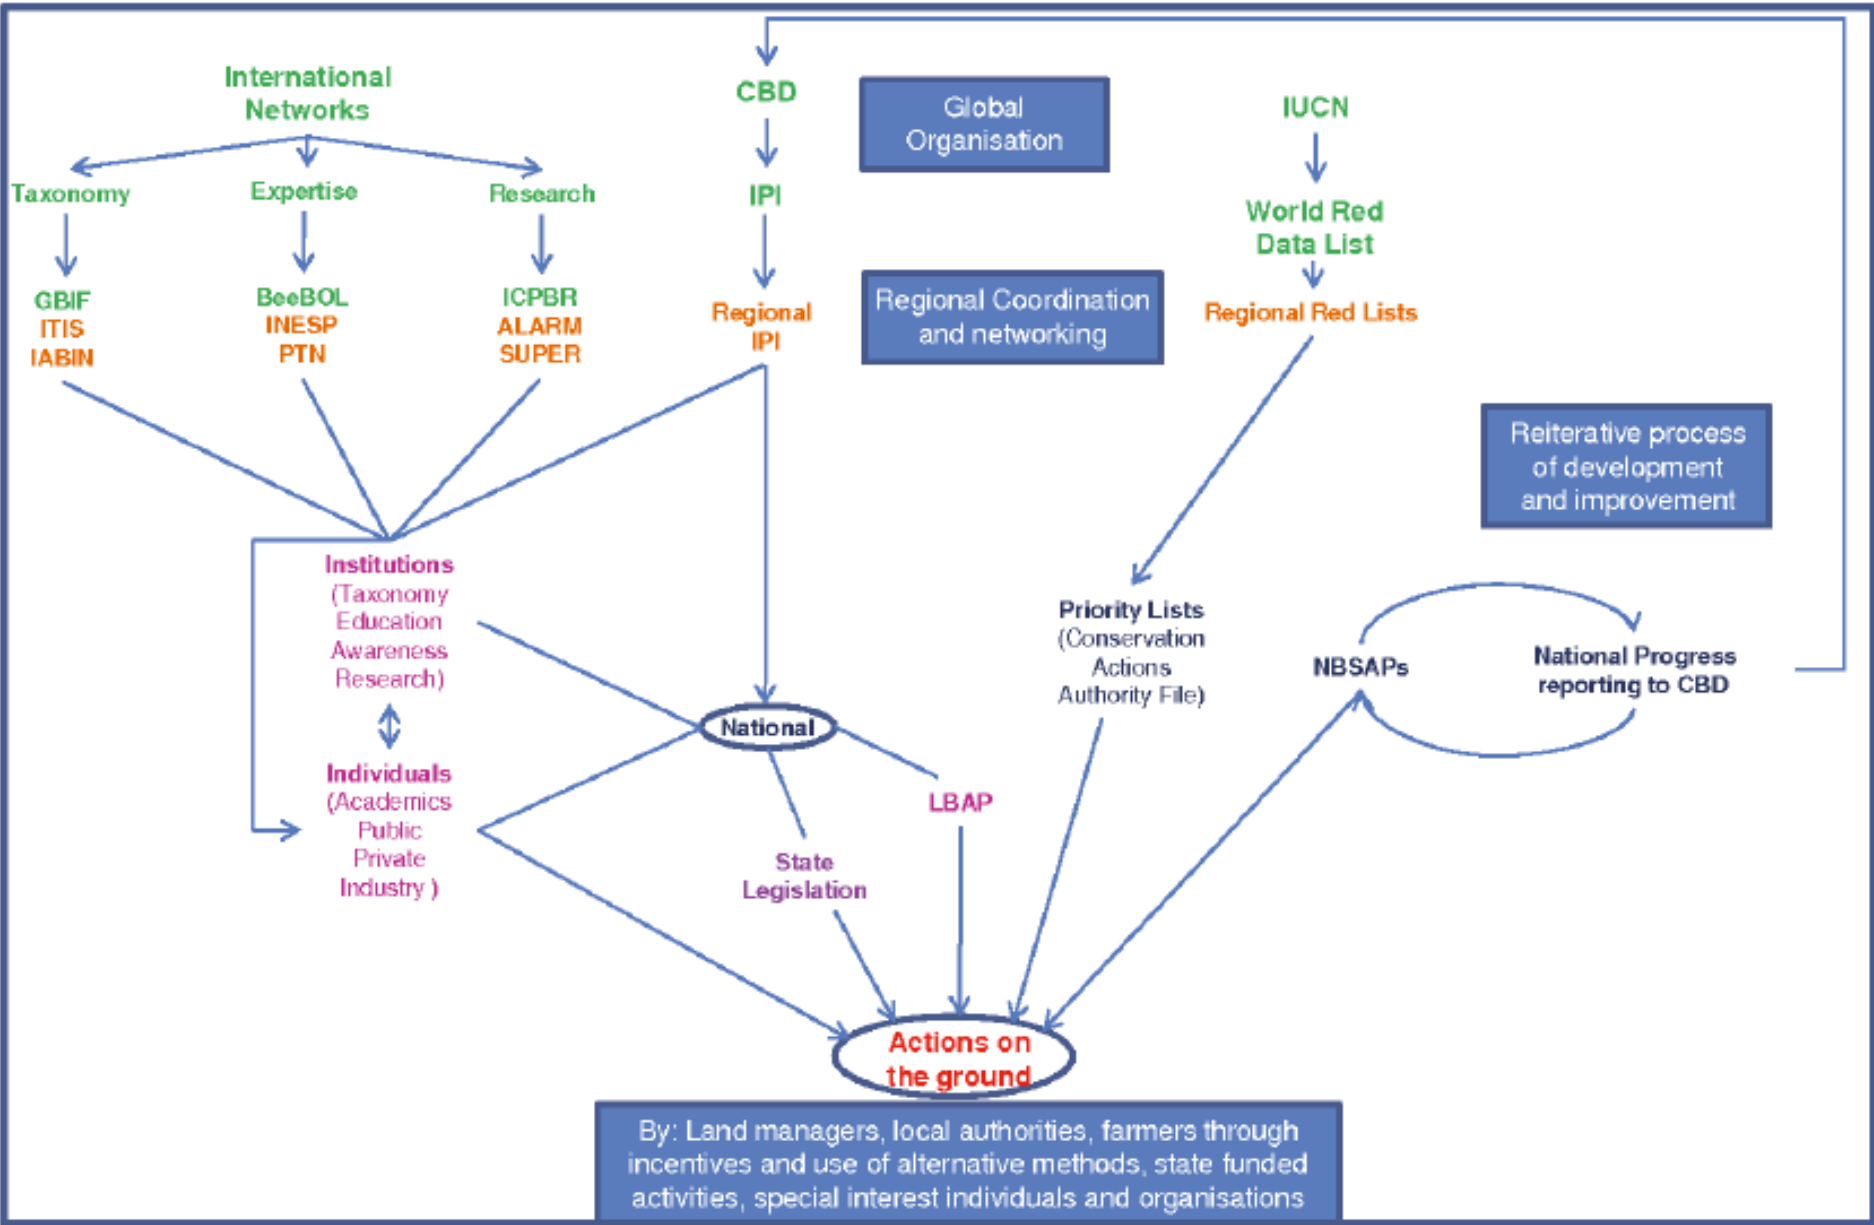 International
Networks
CBD
Global
Organisation
IUCN
Taxonomy
Expertise
Research
IPI
World Red
Data List
GBIF
ITIS
IABIN
BeeBOL
INESP
PTN
ICPBR
ALARM
SUPER
Regional
IPI
Regional Coordination
and networking
Regional Red Lists
Reiterative process
of development
and improvement
Institutions
(Taxonomy
Education
Awareness
Research)
Priority Lists
(Conservation
Actions
Authority File)
NBSAPs
National Progress
reporting to CBD
National
Individuals
(Academics
Public
Private
Industry )
LBAP
State
Legislation
Actions on
the ground
By: Land managers, local authorities, farmers through
incentives and use of alternative methods, state funded
activities, special interest individuals and organisations